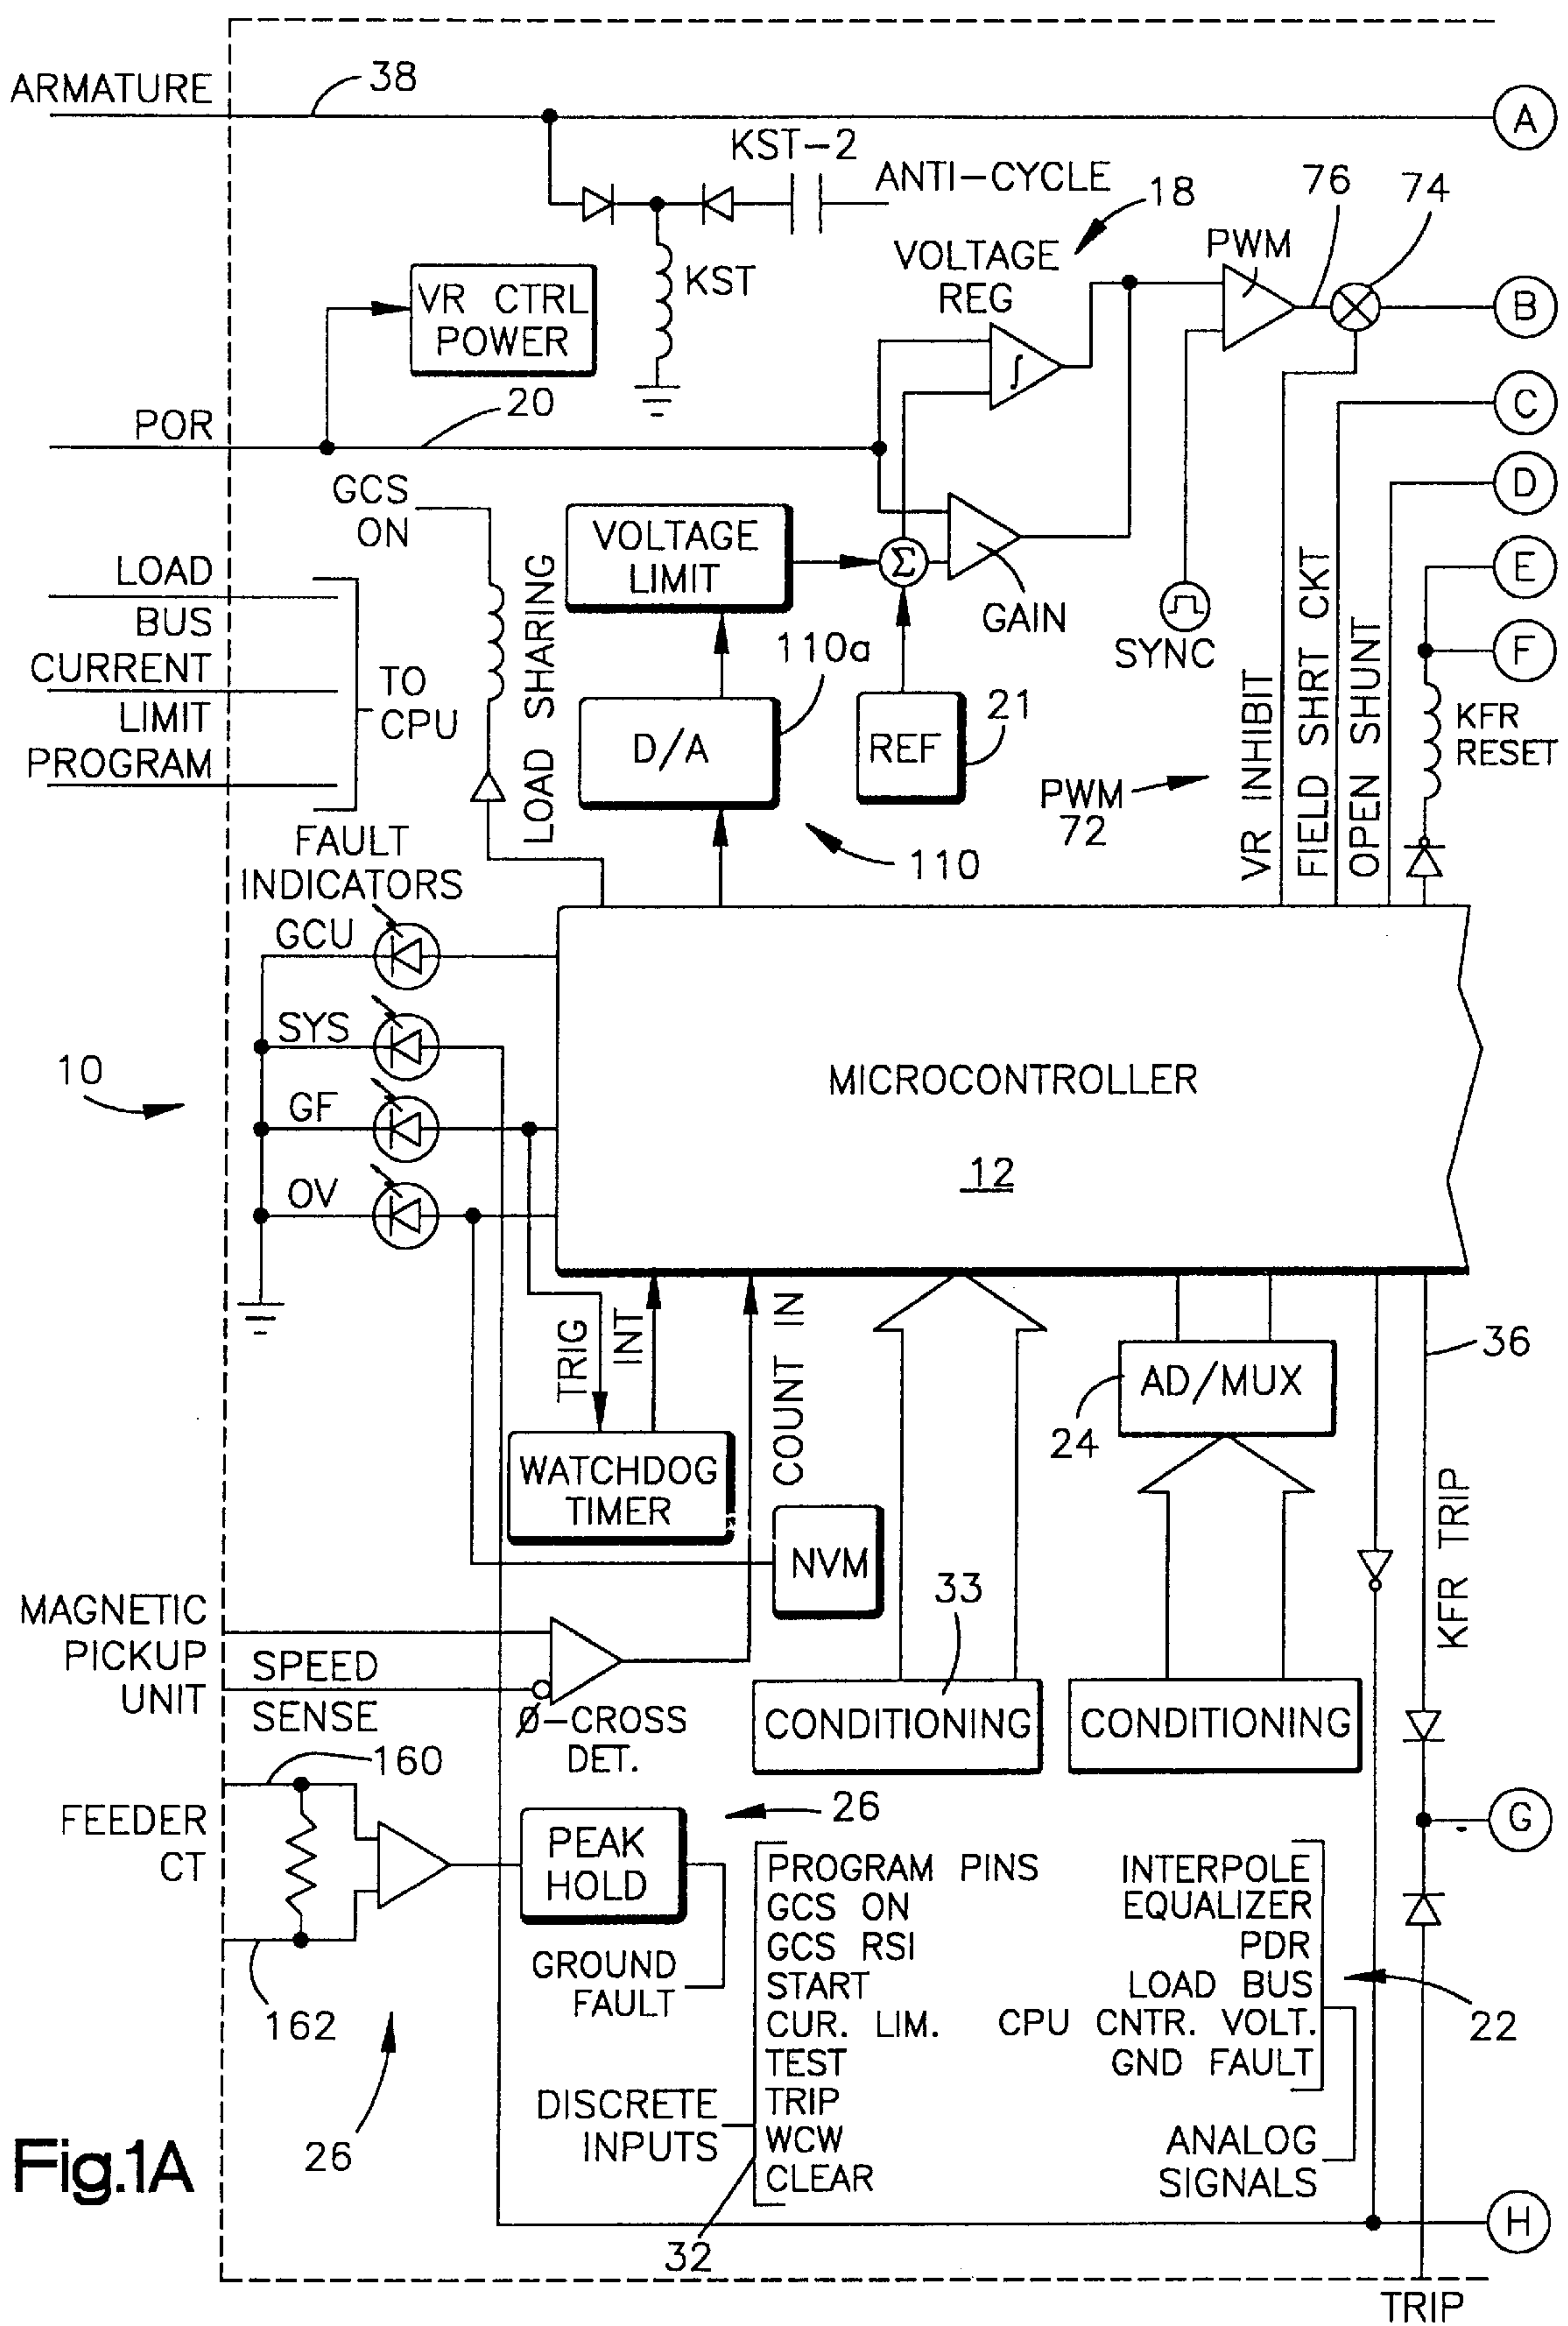 ARMATURE
38
A
KST-2
ANTI-CYCLE
18
76
74
PWM
VOLTAGE
REG
KST
VR CTRL
POWER
B
∫
20
POR
C
GCS
ON
D
VOLTAGE
LIMIT
Σ
GAIN
SYNC
LOAD
BUS
CURRENT
LIMIT
PROGRAM
TO
CPU
LOAD SHARING
110a
D/A
REF
21
110
PWM
72
VR INHIBIT
FIELD SHRT CKT
OPEN SHUNT
E
F
KFR
RESET
FAULT
INDICATORS
GCU
SYS
GF
OV
10
MICROCONTROLLER
12
TRIG
INT
COUNT IN
36
AD/MUX
24
WATCHDOG
TIMER
NVM
KFR TRIP
33
MAGNETIC
PICKUP
UNIT
SPEED
SENSE
Ø-CROSS
DET.
CONDITIONING
CONDITIONING
160
FEEDER
CT
162
PEAK
HOLD
26
GROUND
FAULT
26
G
PROGRAM PINS
GCS ON
GCS RSI
START
CUR. LIM.
TEST
TRIP
WCW
CLEAR
DISCRETE
INPUTS
32
INTERPOLE
EQUALIZER
PDR
LOAD BUS
CPU CNTR. VOLT.
GND FAULT
22
ANALOG
SIGNALS
H
TRIP
Fig.1A